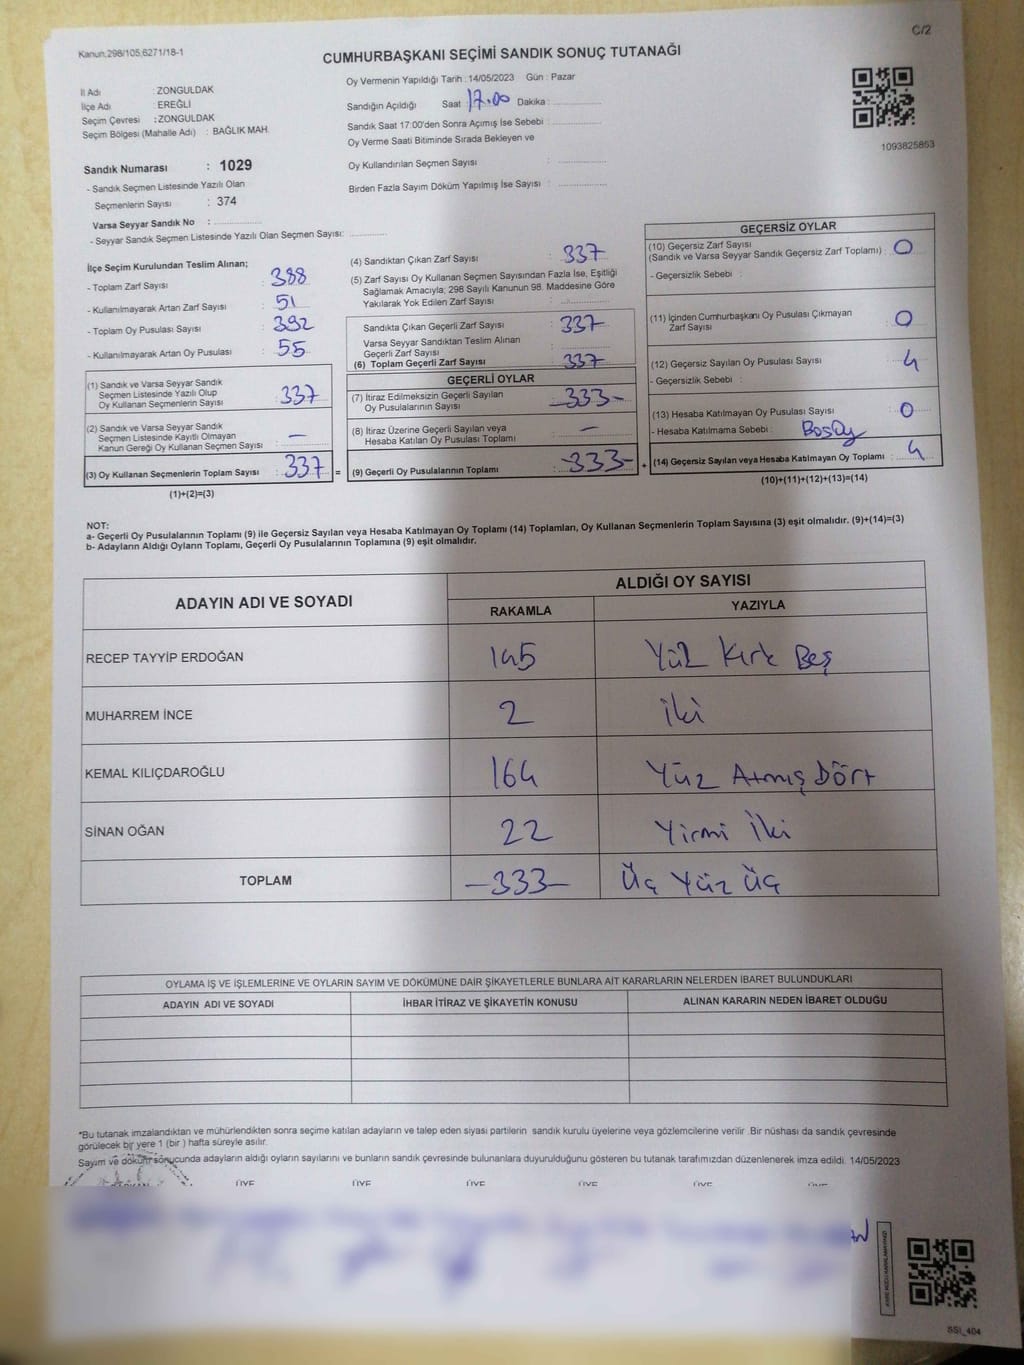 C/2
Kanun.298/105,6271/18-1
CUMHURBAŞKANI SEÇİMİ SANDIK SONUÇ TUTANAĞI
İl Adı : ZONGULDAK
İlçe Adı : EREĞLİ
Seçim Çevresi : ZONGULDAK
Seçim Bölgesi (Mahalle Adı) : BAĞLIK MAH.
Oy Vermenin Yapıldığı Tarih : 14/05/2023 Gün : Pazar
Sandığın Açıldığı Saat 17.00 Dakika :
Sandık Saat 17:00'den Sonra Açımış İse Sebebi :
Oy Verme Saati Bitiminde Sırada Bekleyen ve
Oy Kullandırılan Seçmen Sayısı :
Birden Fazla Sayım Döküm Yapılmış İse Sayısı :
1093825853
Sandık Numarası : 1029
- Sandık Seçmen Listesinde Yazılı Olan
Seçmenlerin Sayısı : 374
Varsa Seyyar Sandık No :
- Seyyar Sandık Seçmen Listesinde Yazılı Olan Seçmen Sayısı:
İlçe Seçim Kurulundan Teslim Alınan;
- Toplam Zarf Sayısı : 388
- Kullanılmayarak Artan Zarf Sayısı : 51
- Toplam Oy Pusulası Sayısı : 392
- Kullanılmayarak Artan Oy Pusulası : 55
(1) Sandık ve Varsa Seyyar Sandık
Seçmen Listesinde Yazılı Olup
Oy Kullanan Seçmenlerin Sayısı : 337
(2) Sandık ve Varsa Seyyar Sandık
Seçmen Listesinde Kayıtlı Olmayan
Kanun Gereği Oy Kullanan Seçmen Sayısı : —
(3) Oy Kullanan Seçmenlerin Toplam Sayısı : 337 =
(1)+(2)=(3)
(4) Sandıktan Çıkan Zarf Sayısı : 337
(5) Zarf Sayısı Oy Kullanan Seçmen Sayısından Fazla İse, Eşitliği
Sağlamak Amacıyla; 298 Sayılı Kanunun 98. Maddesine Göre
Yakılarak Yok Edilen Zarf Sayısı :
Sandıkta Çıkan Geçerli Zarf Sayısı : 337
Varsa Seyyar Sandıktan Teslim Alınan
Geçerli Zarf Sayısı :
(6) Toplam Geçerli Zarf Sayısı : 337
GEÇERLİ OYLAR
(7) İtiraz Edilmeksizin Geçerli Sayılan
Oy Pusulalarının Sayısı : -333-
(8) İtiraz Üzerine Geçerli Sayılan veya
Hesaba Katılan Oy Pusulası Toplamı : —
(9) Geçerli Oy Pusulalarının Toplamı : -333- +
GEÇERSİZ OYLAR
(10) Geçersiz Zarf Sayısı
(Sandık ve Varsa Seyyar Sandık Geçersiz Zarf Toplamı) : 0
- Geçersizlik Sebebi :
(11) İçinden Cumhurbaşkanı Oy Pusulası Çıkmayan
Zarf Sayısı : 0
(12) Geçersiz Sayılan Oy Pusulası Sayısı : 4
- Geçersizlik Sebebi :
(13) Hesaba Katılmayan Oy Pusulası Sayısı : 0
- Hesaba Katılmama Sebebi : Boş Oy
(14) Geçersiz Sayılan veya Hesaba Katılmayan Oy Toplamı : 4
(10)+(11)+(12)+(13)=(14)
NOT:
a- Geçerli Oy Pusulalarının Toplamı (9) ile Geçersiz Sayılan veya Hesaba Katılmayan Oy Toplamı (14) Toplamları, Oy Kullanan Seçmenlerin Toplam Sayısına (3) eşit olmalıdır. (9)+(14)=(3)
b- Adayların Aldığı Oyların Toplamı, Geçerli Oy Pusulalarının Toplamına (9) eşit olmalıdır.
ADAYIN ADI VE SOYADI
ALDIĞI OY SAYISI
RAKAMLA YAZIYLA
RECEP TAYYİP ERDOĞAN 145 Yüz Kırk Beş
MUHARREM İNCE 2 iki
KEMAL KILIÇDAROĞLU 164 Yüz Atmış Dört
SİNAN OĞAN 22 Yirmi İki
TOPLAM -333- Üç Yüz Üç
OYLAMA İŞ VE İŞLEMLERİNE VE OYLARIN SAYIM VE DÖKÜMÜNE DAİR ŞİKAYETLERLE BUNLARA AİT KARARLARIN NELERDEN İBARET BULUNDUKLARI
ADAYIN ADI VE SOYADI İHBAR İTİRAZ VE ŞİKAYETİN KONUSU ALINAN KARARIN NEDEN İBARET OLDUĞU
*Bu tutanak imzalandıktan ve mühürlendikten sonra seçime katılan adayların ve talep eden siyasi partilerin sandık kurulu üyelerine veya gözlemcilerine verilir .Bir nüshası da sandık çevresinde
görülecek bir yere 1 (bir ) hafta süreyle asılır.
Sayım ve döküm sonucunda adayların aldığı oyların sayılarını ve bunların sandık çevresinde bulunanlara duyurulduğunu gösteren bu tutanak tarafımızdan düzenlenerek imza edildi. 14/05/2023
ÜYE ÜYE ÜYE ÜYE ÜYE ÜYE
SSI_404